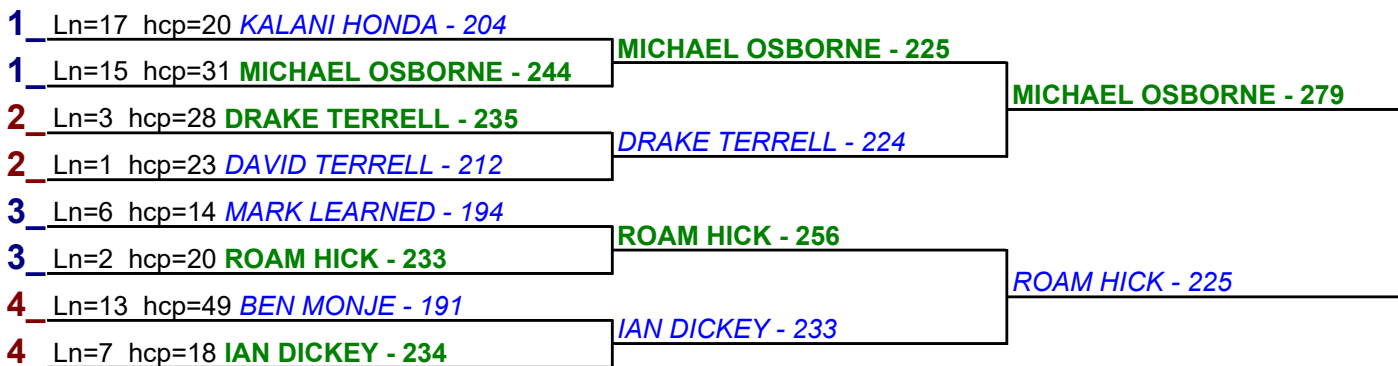 1_ Ln=17 hcp=20 KALANI HONDA - 204
MICHAEL OSBORNE - 225
1_ Ln=15 hcp=31 MICHAEL OSBORNE - 244
MICHAEL OSBORNE - 279
2_ Ln=3 hcp=28 DRAKE TERRELL - 235
DRAKE TERRELL - 224
2_ Ln=1 hcp=23 DAVID TERRELL - 212
3_ Ln=6 hcp=14 MARK LEARNED - 194
ROAM HICK - 256
3_ Ln=2 hcp=20 ROAM HICK - 233
ROAM HICK - 225
4_ Ln=13 hcp=49 BEN MONJE - 191
IAN DICKEY - 233
4 Ln=7 hcp=18 IAN DICKEY - 234